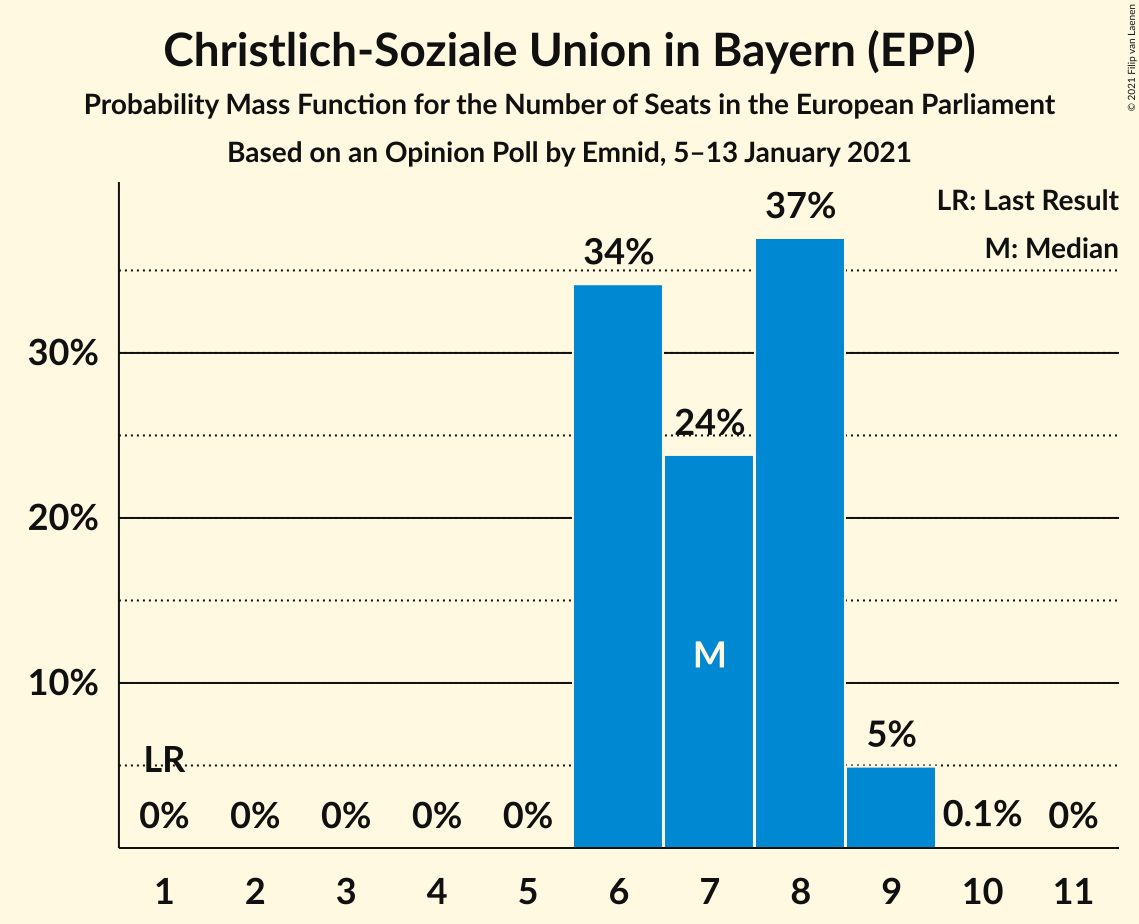 Christlich-Soziale Union in Bayern (EPP)
Probability Mass Function for the Number of Seats in the European Parliament
Based on an Opinion Poll by Emnid, 5–13 January 2021
© 2021 Filip van Laenen
LR: Last Result
M: Median
37%
34%
30%
24%
20%
M
10%
5%
LR
0% 0% 0% 0% 0% 0.1% 0%
1 2 3 4 5 6 7 8 9 10 11